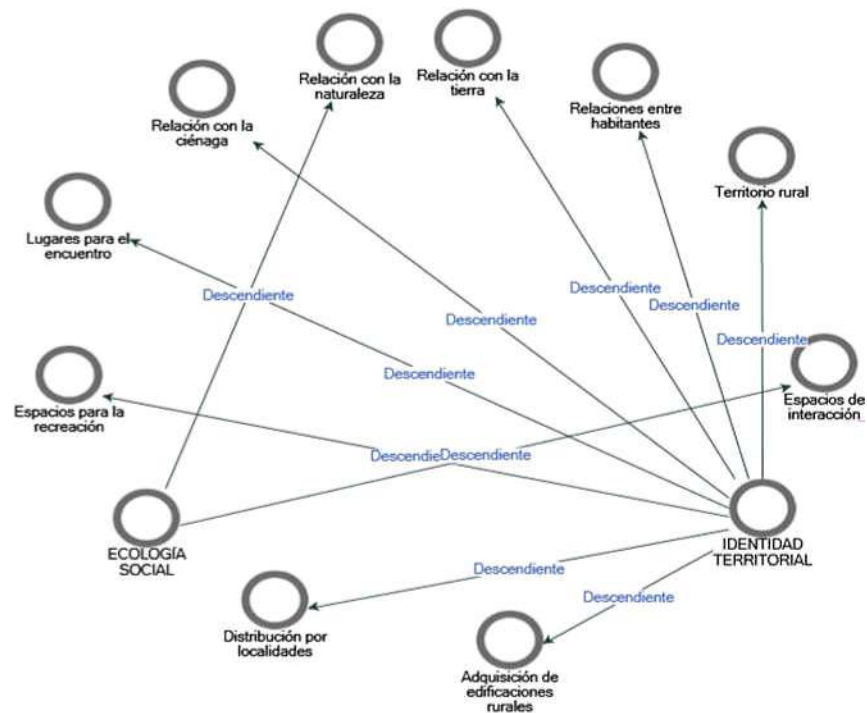 Relación con la
naturaleza
Relación con la
tierra
Relaciones entre
habitantes
Relación con la
ciénaga
Territorio rural
Lugares para el
encuentro
Descendiente
Descendiente
Descendiente
Descendiente
Descendiente
Descendiente
Espacios para la
recreación
Espacios de
interacción
Descendie
Descendiente
ECOLOGÍA
SOCIAL
IDENTIDAD
TERRITORIAL
Descendiente
Descendiente
Distribución por
localidades
Adquisición de
edificaciones
rurales